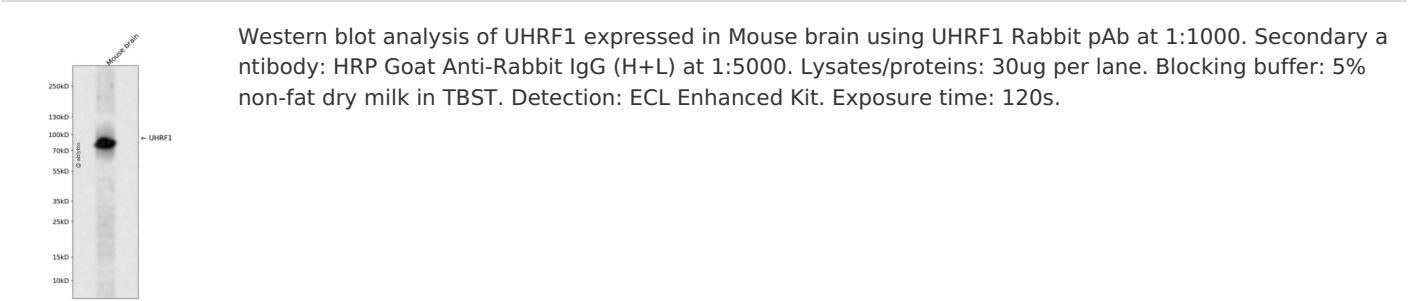 Mouse brain
Western blot analysis of UHRF1 expressed in Mouse brain using UHRF1 Rabbit pAb at 1:1000. Secondary a
ntibody: HRP Goat Anti-Rabbit IgG (H+L) at 1:5000. Lysates/proteins: 30ug per lane. Blocking buffer: 5%
non-fat dry milk in TBST. Detection: ECL Enhanced Kit. Exposure time: 120s.
250kD
130kD
100kD
← UHRF1
70kD
55kD
35kD
25kD
15kD
10kD